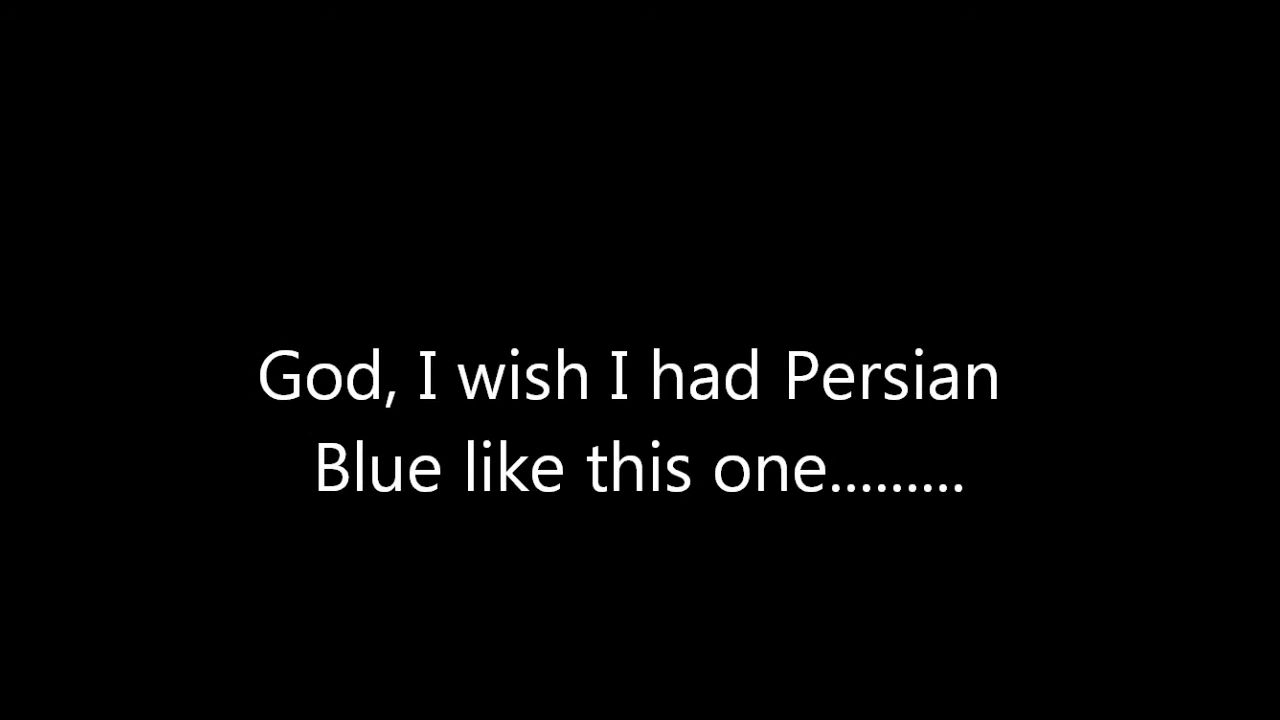 God, I wish I had Persian
Blue like this one.........